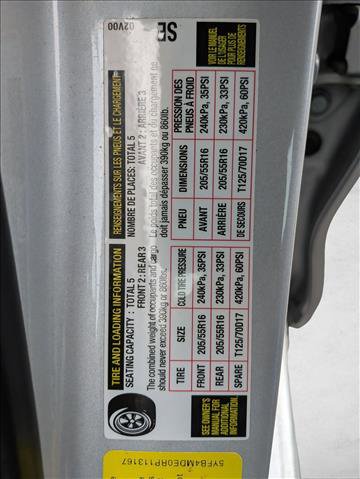 TIRE AND LOADING INFORMATION
RENSEIGNEMENTS SUR LES PNEUS ET LE CHARGEMENT
SEATING CAPACITY : TOTAL 5
FRONT 2 : REAR 3
NOMBRE DE PLACES: TOTAL 5
AVANT 2 : ARRIÈRE 3
The combined weight of occupants and cargo
should never exceed 390kg or 860lb.
Le poids total des occupants et du chargement de
doit jamais dépasser 390kg ou 860lb.
TIRE SIZE COLD TIRE PRESSURE
FRONT 205/55R16 240kPa, 35PSI
REAR 205/55R16 230kPa, 33PSI
SPARE T125/70D17 420kPa, 60PSI
PNEU DIMENSIONS PRESSION DES
PNEUS À FROID
AVANT 205/55R16 240kPa, 35PSI
ARRIÈRE 205/55R16 230kPa, 33PSI
DE SECOURS T125/70D17 420kPa, 60PSI
SEE OWNER'S
MANUAL FOR
ADDITIONAL
INFORMATION
VOIR LE MANUEL
DE L'USAGER
POUR PLUS DE
RENSEIGNEMENTS
02V00
SE
5YFB4MDE0RP113167